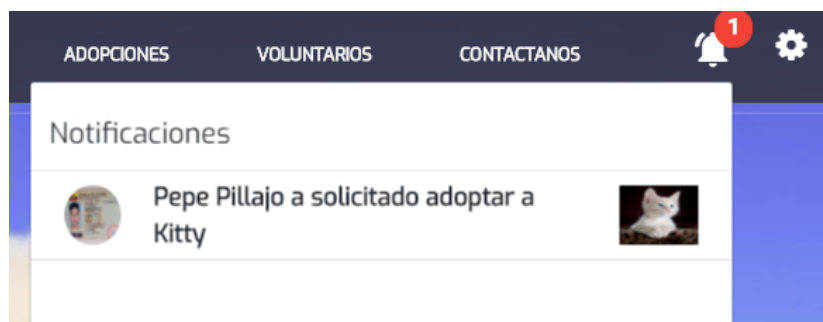 ADOPCIONES VOLUNTARIOS CONTACTANOS 1
Notificaciones
Pepe Pillajo a solicitado adoptar a
Kitty